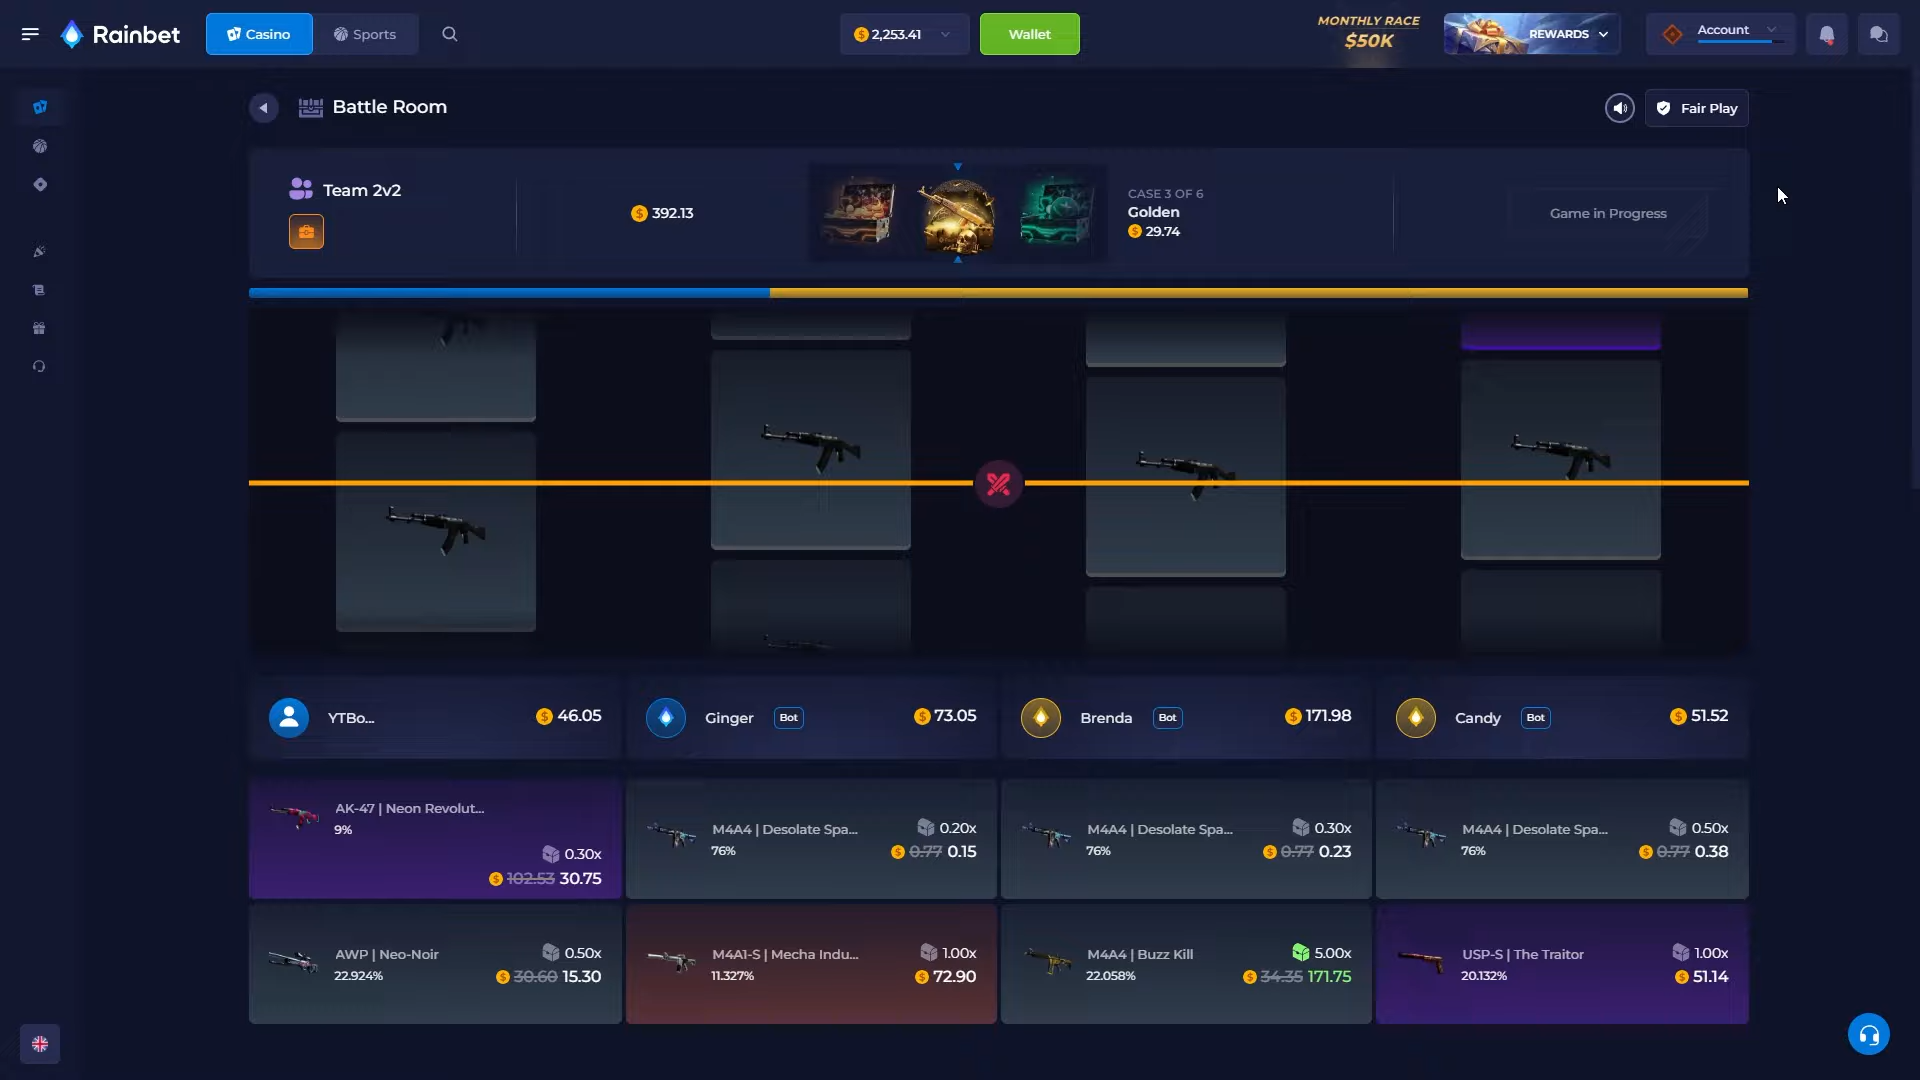 Rainbet
Casino
Sports
2,253.41
Wallet
MONTHLY RACE
$50K
REWARDS
Account
Battle Room
Fair Play
Team 2v2
392.13
CASE 3 OF 6
Golden
29.74
Game in Progress
YTBo...
46.05
Ginger
Bot
73.05
Brenda
Bot
171.98
Candy
Bot
51.52
AK-47 | Neon Revolut...
9%
0.30x
102.53 30.75
M4A4 | Desolate Spa...
76%
0.20x
0.77 0.15
M4A4 | Desolate Spa...
76%
0.30x
0.77 0.23
M4A4 | Desolate Spa...
76%
0.50x
0.77 0.38
AWP | Neo-Noir
22.924%
0.50x
30.60 15.30
M4A1-S | Mecha Indu...
11.327%
1.00x
72.90
M4A4 | Buzz Kill
22.058%
5.00x
34.35 171.75
USP-S | The Traitor
20.132%
1.00x
51.14